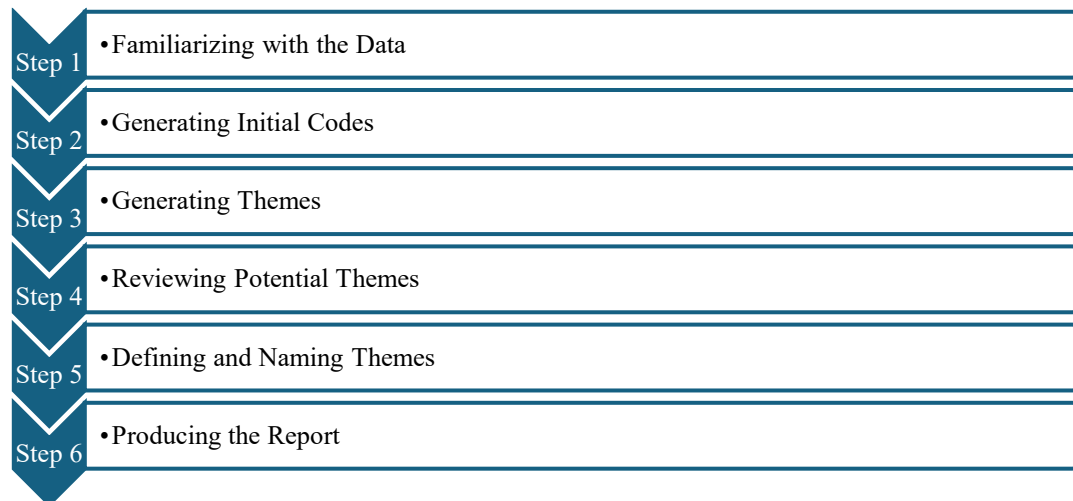 Step 1
•Familiarizing with the Data
Step 2
•Generating Initial Codes
Step 3
•Generating Themes
Step 4
•Reviewing Potential Themes
Step 5
•Defining and Naming Themes
Step 6
•Producing the Report